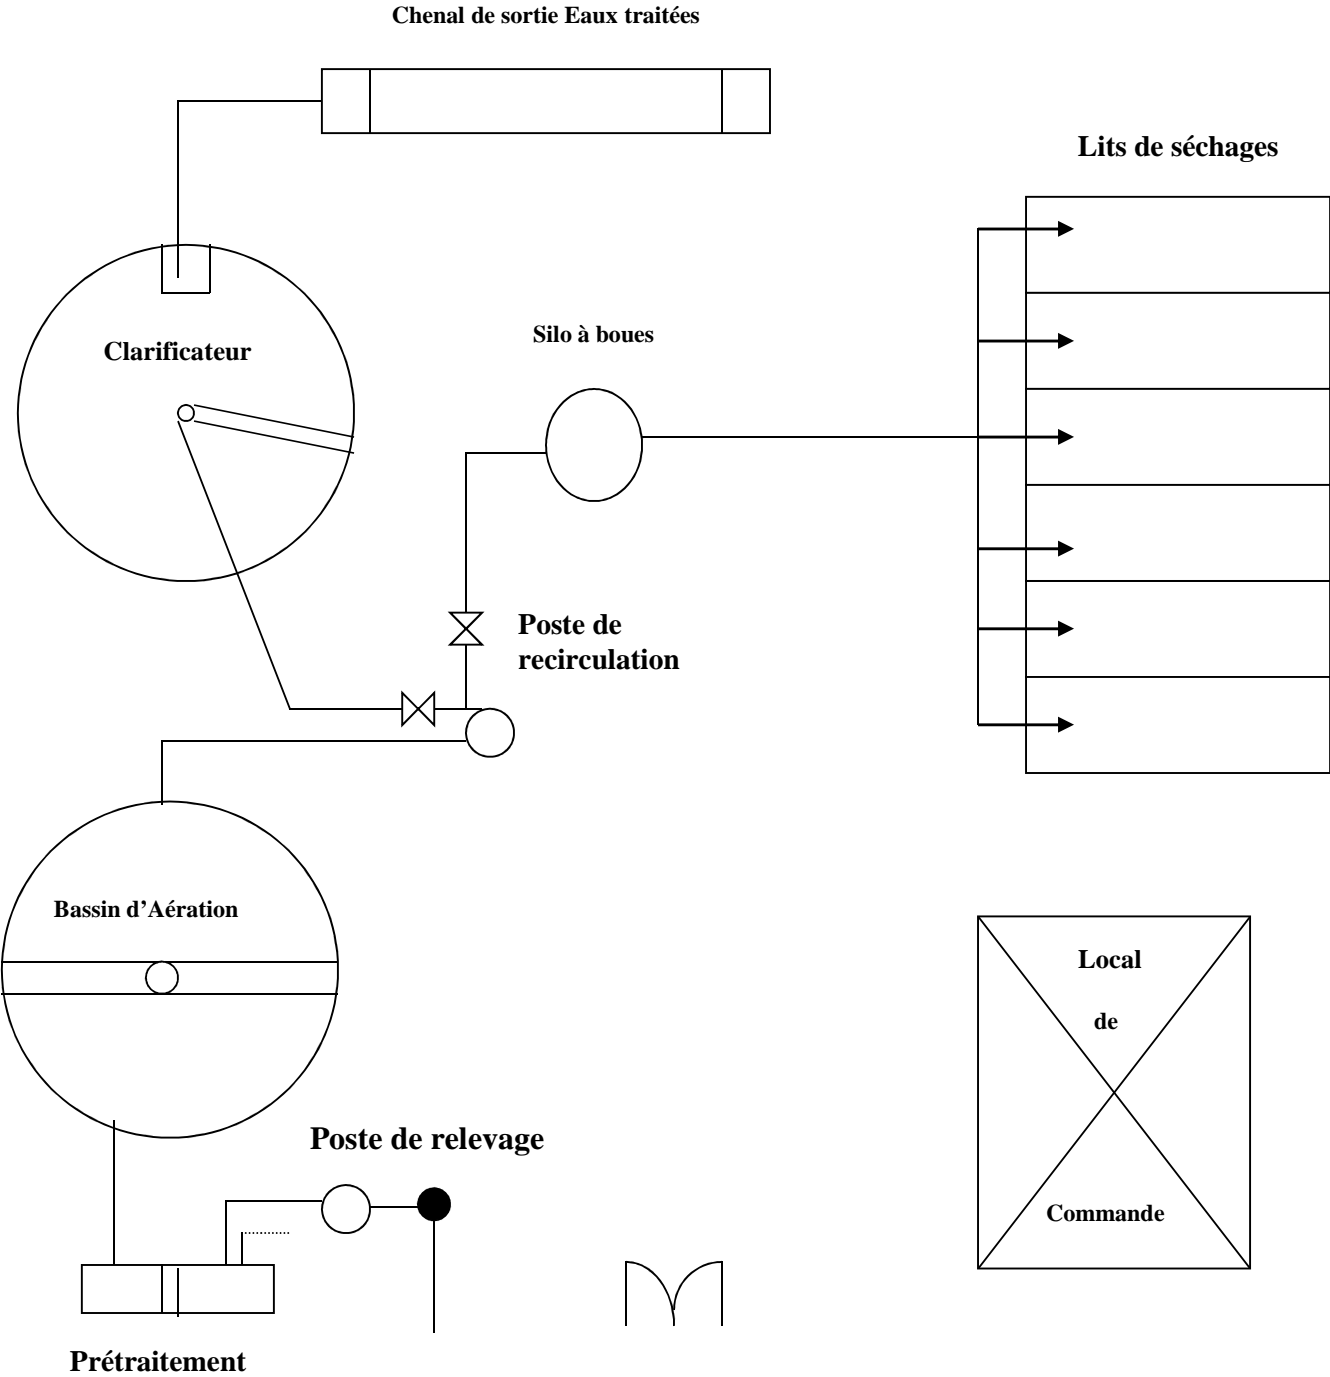 Chenal de sortie Eaux traitées
Lits de séchages
Silo à boues
Clarificateur
Poste de
recirculation
Bassin d’Aération
Local
de
Commande
Poste de relevage
Prétraitement